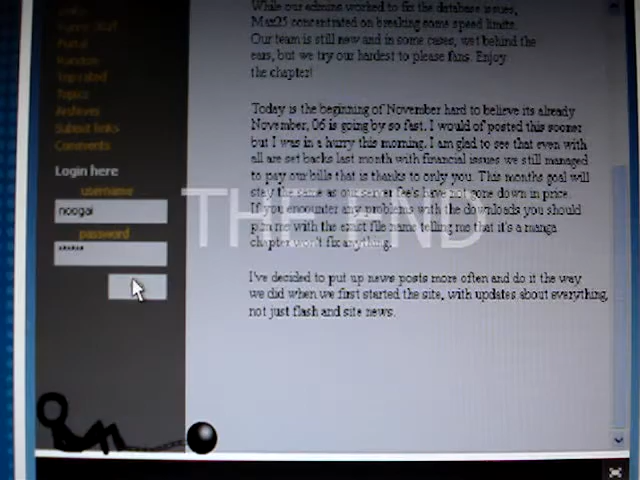 While our admins worked to fix the database issues,
Maz25 concentrated on breaking some speed limits.
Our team is still new and in some cases, wet behind the
ears, but we try our hardest to please fans. Enjoy
the chapter!
Portal
Random
Top rated
Topics
Archives
Submit links
Comments
Login here
username
noogai
password
******
Today is the beginning of November hard to believe its already
November, 06 is going by so fast. I would of posted this sooner
but I was in a hurry this morning. I am glad to see that even with
all are set backs last month with financial issues we still managed
to pay our bills that is thanks to only you. This months goal will
stay the same as our server fee's have not gone down in price.
If you encounter any problems with the downloads you should
pm me with the exact file name telling me that it's a manga
chapter won't fix anything.
THE END
I've decided to put up news posts more often and do it the way
we did when we first started the site, with updates about everything,
not just flash and site news.